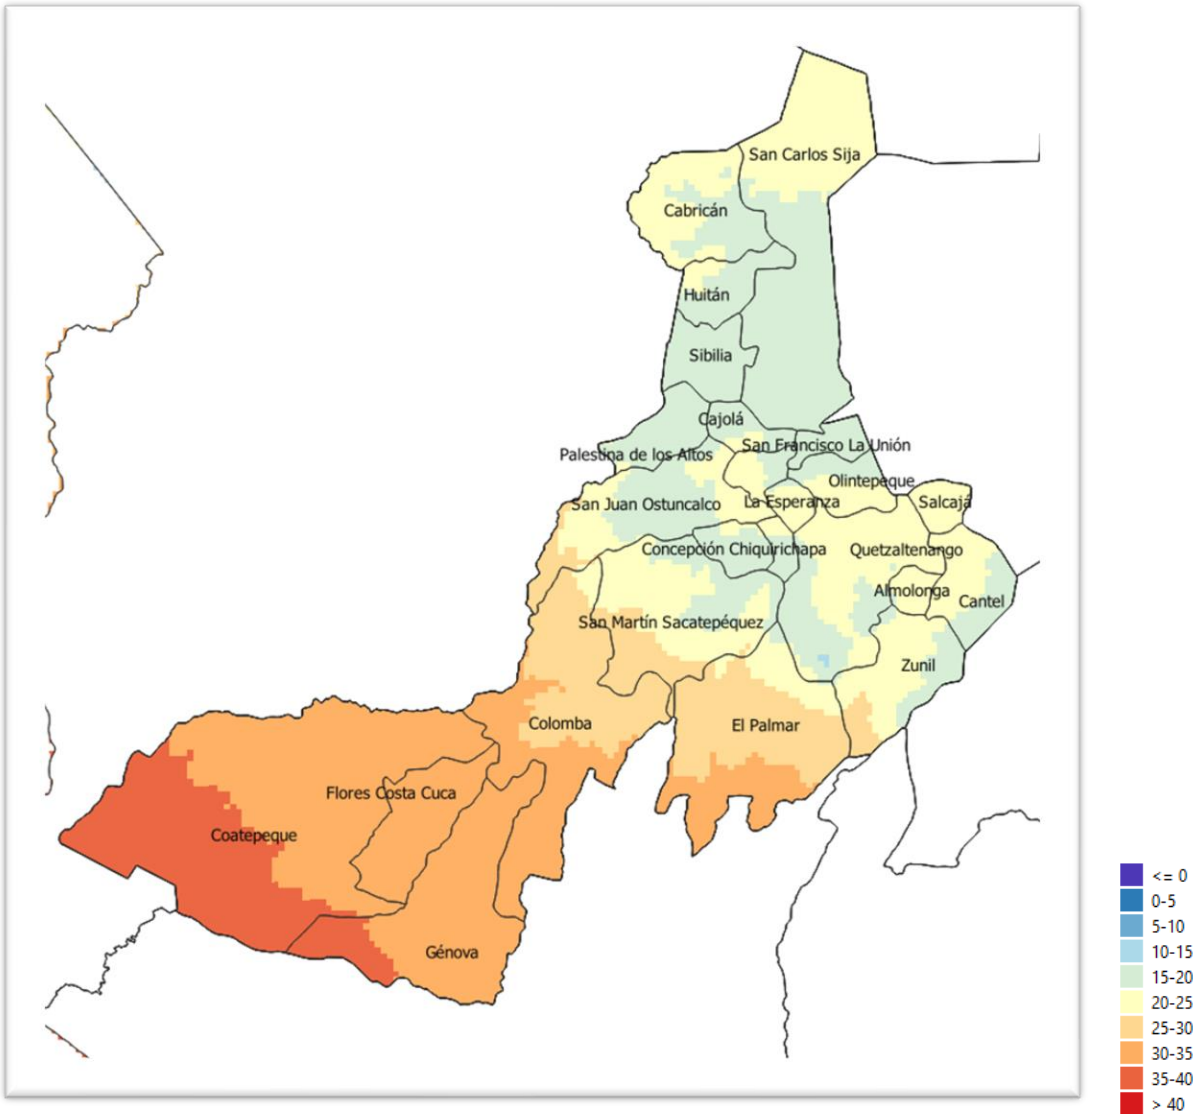 San Carlos Sija
Cabricán
Huitán
Sibilia
Cajolá
San Francisco La Unión
Palestina de los Altos
Olintepeque
San Juan Ostuncalco
La Esperanza
Salcajá
Concepción Chiquirichapa
Quetzaltenango
Almolonga
Cantel
San Martín Sacatepéquez
Zunil
Colomba
El Palmar
Flores Costa Cuca
Coatepeque
Génova
<= 0
0-5
5-10
10-15
15-20
20-25
25-30
30-35
35-40
> 40